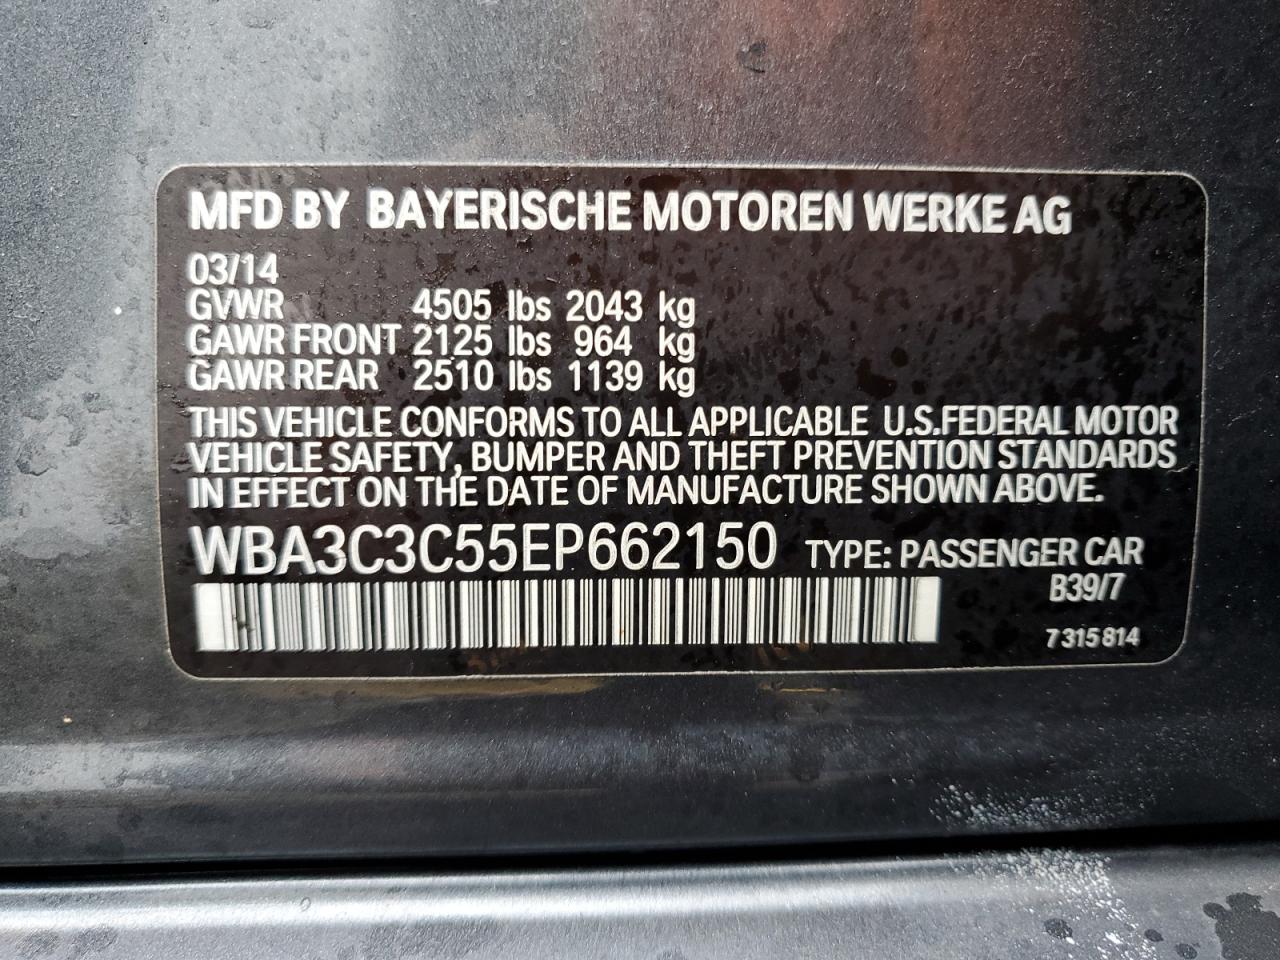 MFD BY BAYERISCHE MOTOREN WERKE AG
03/14
GVWR 4505 lbs 2043 kg
GAWR FRONT 2125 lbs 964 kg
GAWR REAR 2510 lbs 1139 kg
THIS VEHICLE CONFORMS TO ALL APPLICABLE U.S.FEDERAL MOTOR
VEHICLE SAFETY, BUMPER AND THEFT PREVENTION STANDARDS
IN EFFECT ON THE DATE OF MANUFACTURE SHOWN ABOVE.
WBA3C3C55EP662150 TYPE: PASSENGER CAR
B39/7
7 315 814